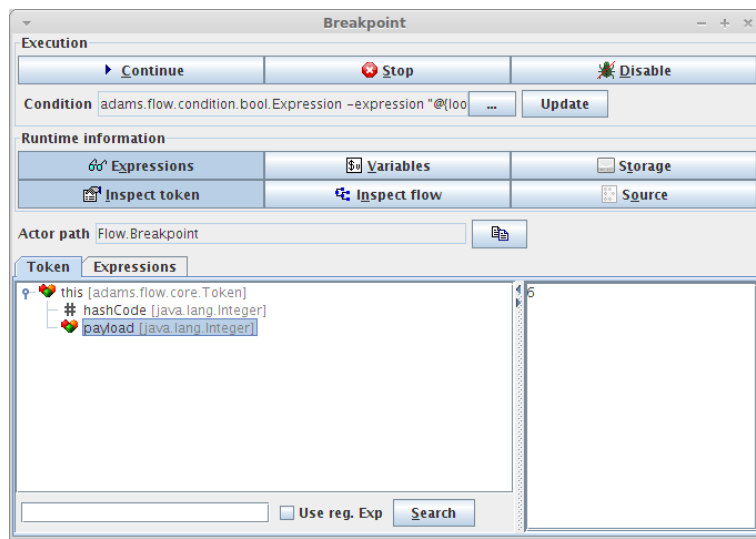 Breakpoint
Execution
Continue Stop Disable
Condition adams.flow.condition.bool.Expression -expression "@{loo ... Update
Runtime information
Expressions Variables Storage
Inspect token Inspect flow Source
Actor path Flow.Breakpoint
Token Expressions
this [adams.flow.core.Token] 6
# hashCode [java.lang.Integer]
payload [java.lang.Integer]
Use reg. Exp Search